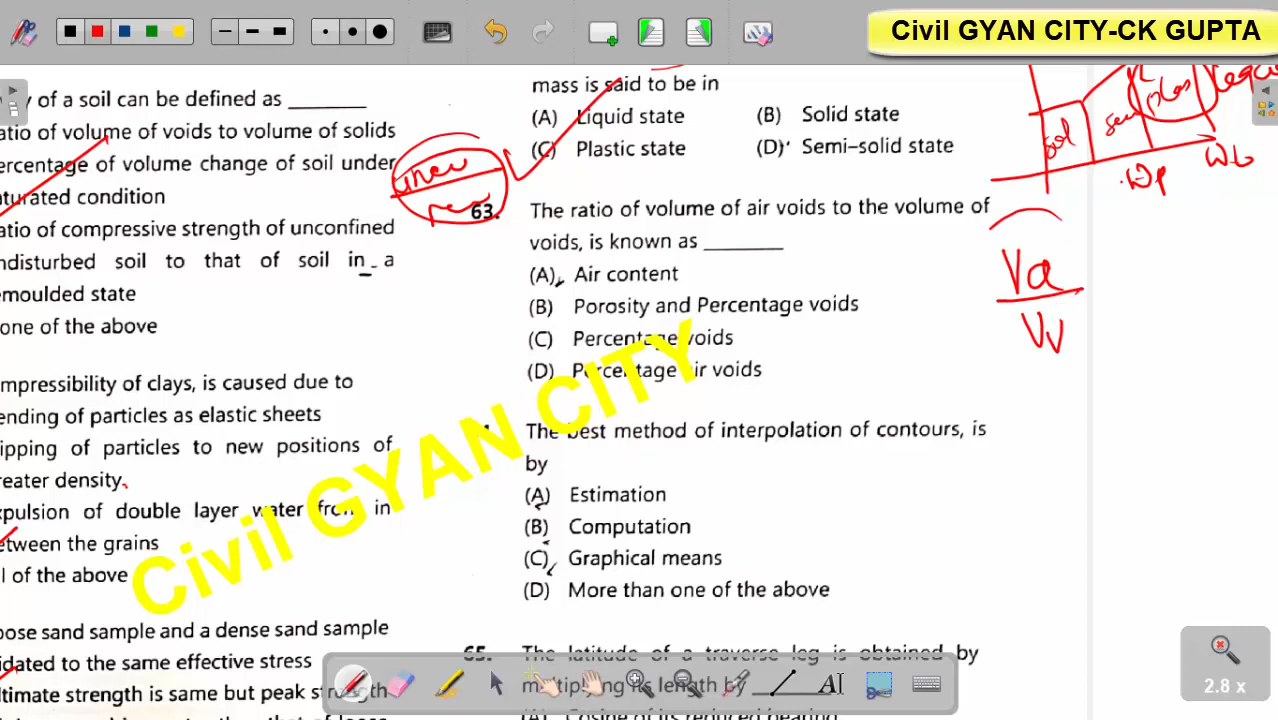 Civil GYAN CITY-CK GUPTA
y of a soil can be defined as ________
atio of volume of voids to volume of solids
ercentage of volume change of soil under
aturated condition
atio of compressive strength of unconfined
ndisturbed soil to that of soil in a
emoulded state
one of the above
mpressibility of clays, is caused due to
ending of particles as elastic sheets
ipping of particles to new positions of
reater density.
xpulsion of double layer water from in
etween the grains
l of the above
oose sand sample and a dense sand sample
idated to the same effective stress
ltimate strength is same but peak strength
mass is said to be in
(A) Liquid state
(B) Solid state
(C) Plastic state
(D) Semi–solid state
63. The ratio of volume of air voids to the volume of
voids, is known as ________
(A) Air content
(B) Porosity and Percentage voids
(C) Percentage voids
(D) Percentage air voids
The best method of interpolation of contours, is
by
(A) Estimation
(B) Computation
(C) Graphical means
(D) More than one of the above
65. The latitude of a traverse leg is obtained by
multiplying its length by
(A) Cosine of its reduced bearing
Va
Vv
Wp
WL
Civil GYAN CITY
2.8 x